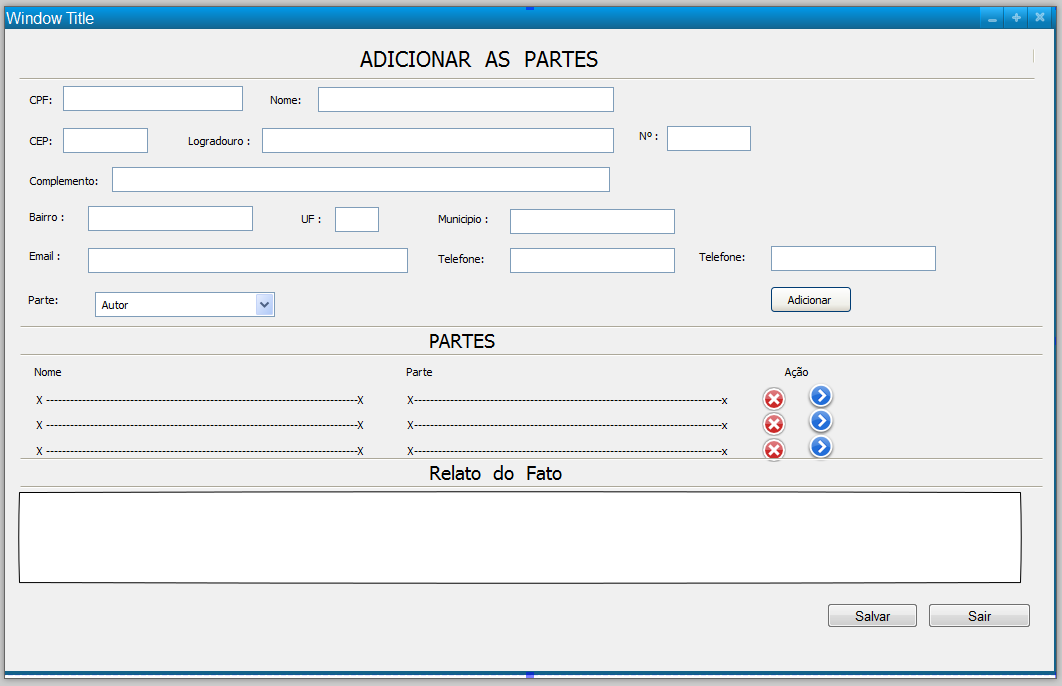 Window Title
ADICIONAR AS PARTES
CPF: Nome:
CEP: Logradouro : Nº :
Complemento:
Bairro : UF : Municipio :
Email : Telefone: Telefone:
Parte: Autor Adicionar
PARTES
Nome Parte Ação
X ------------------------------------------------------------------------------X X-----------------------------------------------------------------------------x
X ------------------------------------------------------------------------------X X-----------------------------------------------------------------------------x
X ------------------------------------------------------------------------------X X-----------------------------------------------------------------------------x
Relato do Fato
Salvar Sair